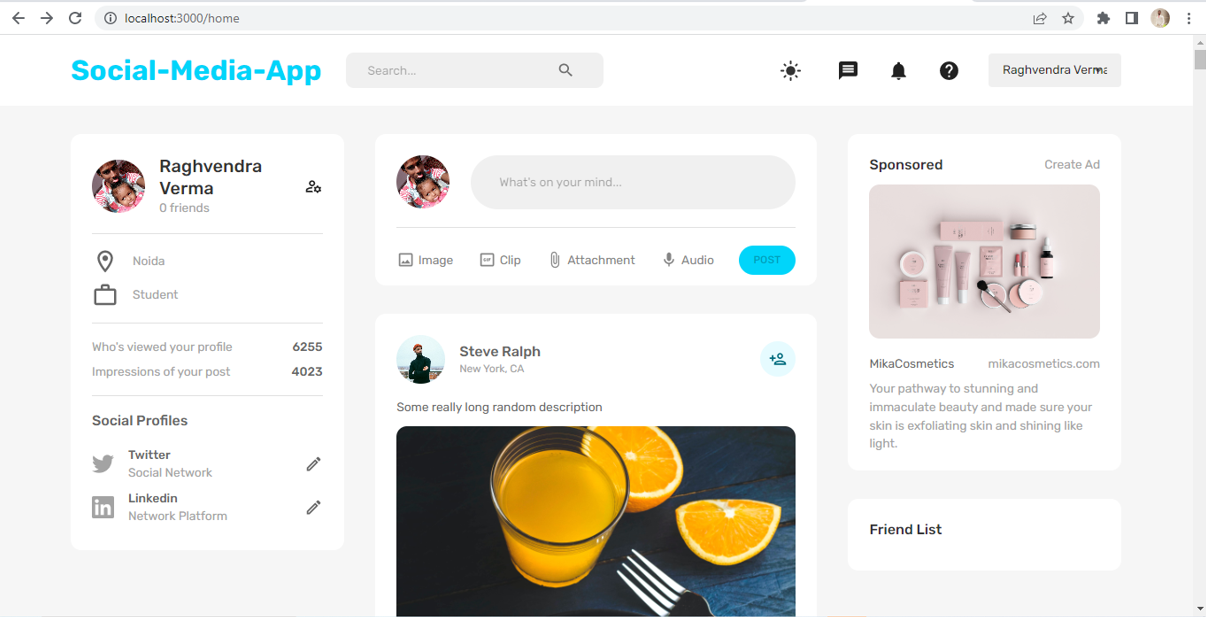 localhost:3000/home
Social-Media-App
Search...
Raghvendra Verma
Raghvendra
Verma
0 friends
Noida
Student
Who's viewed your profile 6255
Impressions of your post 4023
Social Profiles
Twitter
Social Network
Linkedin
Network Platform
What's on your mind...
Image Clip Attachment Audio POST
Steve Ralph
New York, CA
Some really long random description
Sponsored Create Ad
MikaCosmetics mikacosmetics.com
Your pathway to stunning and
immaculate beauty and made sure your
skin is exfoliating skin and shining like
light.
Friend List